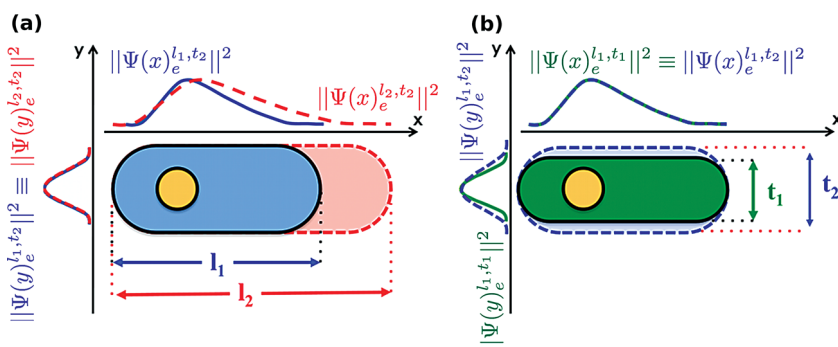 (a)
y
||Ψ(x)_e^{l_1,t_2}||^2
||Ψ(x)_e^{l_2,t_2}||^2
x
||Ψ(y)_e^{l_1,t_2}||^2 ≡ ||Ψ(y)_e^{l_2,t_2}||^2
l_1
l_2
(b)
y
||Ψ(x)_e^{l_1,t_1}||^2 ≡ ||Ψ(x)_e^{l_1,t_2}||^2
x
||Ψ(y)_e^{l_1,t_2}||^2
|Ψ(y)_e^{l_1,t_1}||^2
t_1
t_2